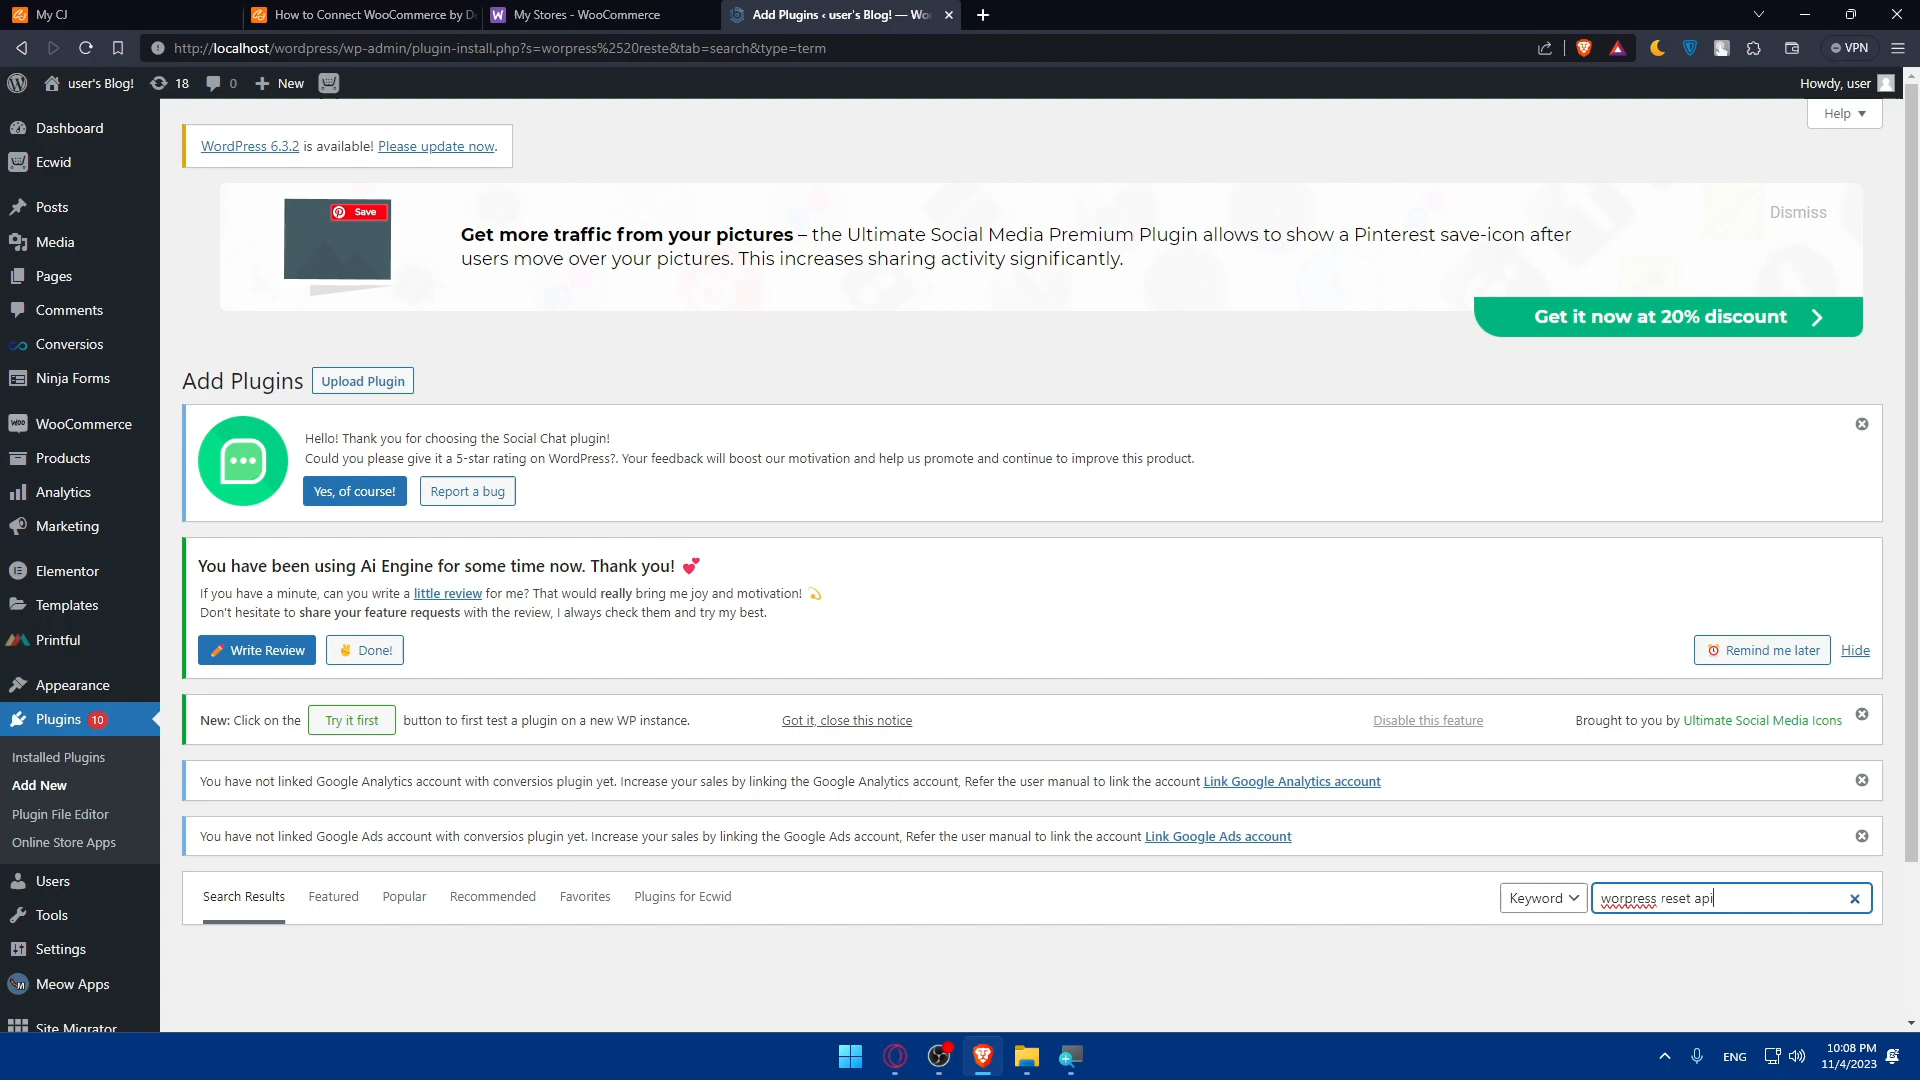 My CJ
How to Connect WooCommerce by D
My Stores - WooCommerce
Add Plugins ‹ user's Blog! — Wo
http://localhost/wordpress/wp-admin/plugin-install.php?s=worpress%2520reste&tab=search&type=term
VPN
user's Blog!
18
0
New
Howdy, user
Help
Dashboard
Ecwid
Posts
Media
Pages
Comments
Conversios
Ninja Forms
WooCommerce
Products
Analytics
Marketing
Elementor
Templates
Printful
Appearance
Plugins 10
Installed Plugins
Add New
Plugin File Editor
Online Store Apps
Users
Tools
Settings
Meow Apps
Site Migrator
WordPress 6.3.2 is available! Please update now.
Save
Get more traffic from your pictures – the Ultimate Social Media Premium Plugin allows to show a Pinterest save-icon after
users move over your pictures. This increases sharing activity significantly.
Dismiss
Get it now at 20% discount
Add Plugins
Upload Plugin
Hello! Thank you for choosing the Social Chat plugin!
Could you please give it a 5-star rating on WordPress?. Your feedback will boost our motivation and help us promote and continue to improve this product.
Yes, of course!
Report a bug
You have been using Ai Engine for some time now. Thank you! 💕
If you have a minute, can you write a little review for me? That would really bring me joy and motivation! 💫
Don't hesitate to share your feature requests with the review, I always check them and try my best.
Write Review
Done!
Remind me later
Hide
New: Click on the Try it first button to first test a plugin on a new WP instance.
Got it, close this notice
Disable this feature
Brought to you by Ultimate Social Media Icons
You have not linked Google Analytics account with conversios plugin yet. Increase your sales by linking the Google Analytics account, Refer the user manual to link the account Link Google Analytics account
You have not linked Google Ads account with conversios plugin yet. Increase your sales by linking the Google Ads account, Refer the user manual to link the account Link Google Ads account
Search Results
Featured
Popular
Recommended
Favorites
Plugins for Ecwid
Keyword
worpress reset api
ENG
10:08 PM
11/4/2023